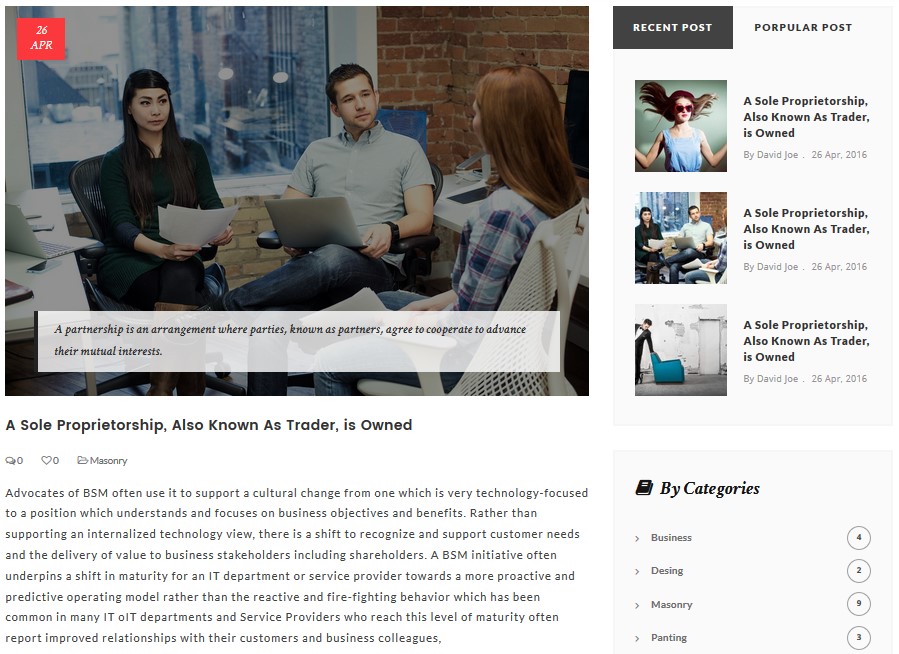 26
APR
A partnership is an arrangement where parties, known as partners, agree to cooperate to advance
their mutual interests.
A Sole Proprietorship, Also Known As Trader, is Owned
0 0 Masonry
Advocates of BSM often use it to support a cultural change from one which is very technology-focused
to a position which understands and focuses on business objectives and benefits. Rather than
supporting an internalized technology view, there is a shift to recognize and support customer needs
and the delivery of value to business stakeholders including shareholders. A BSM initiative often
underpins a shift in maturity for an IT department or service provider towards a more proactive and
predictive operating model rather than the reactive and fire-fighting behavior which has been
common in many IT oIT departments and Service Providers who reach this level of maturity often
report improved relationships with their customers and business colleagues,
RECENT POST PORPULAR POST
A Sole Proprietorship,
Also Known As Trader,
is Owned
By David Joe . 26 Apr, 2016
A Sole Proprietorship,
Also Known As Trader,
is Owned
By David Joe . 26 Apr, 2016
A Sole Proprietorship,
Also Known As Trader,
is Owned
By David Joe . 26 Apr, 2016
By Categories
Business 4
Desing 2
Masonry 9
Panting 3